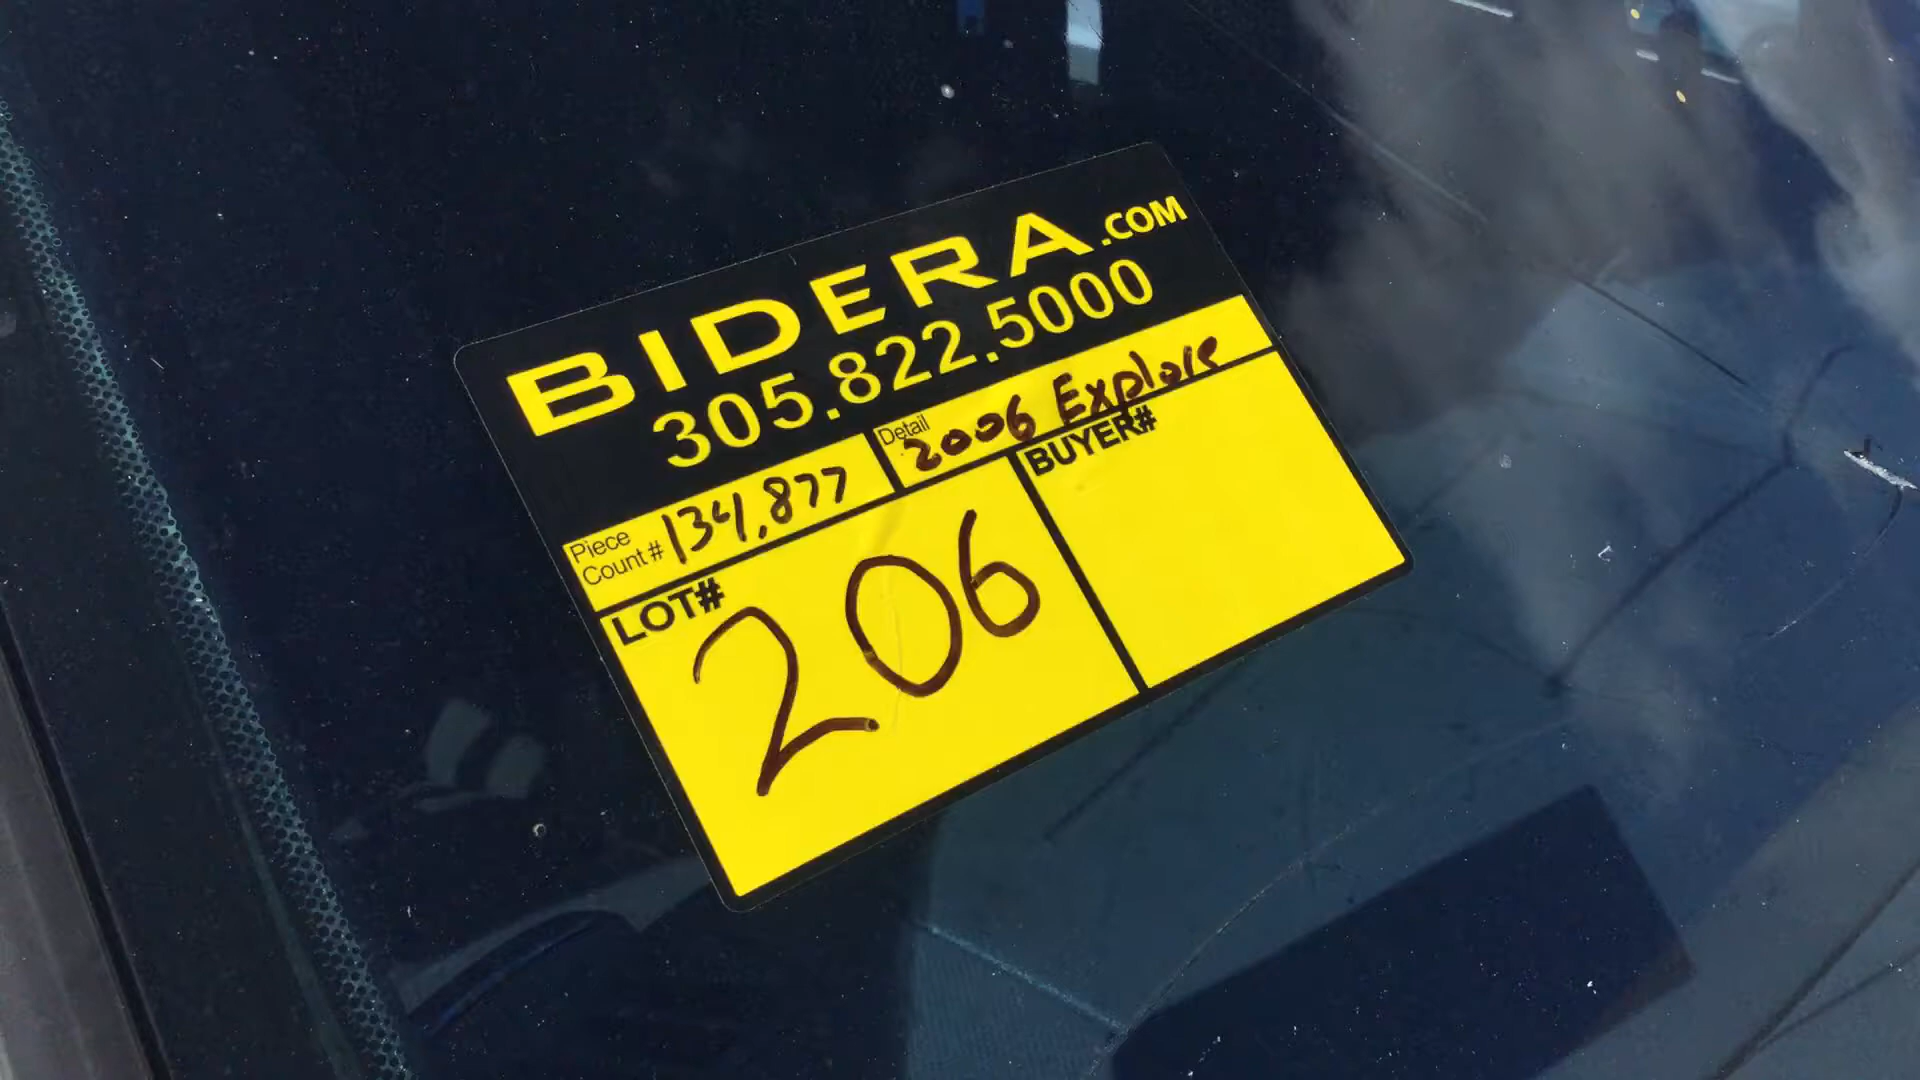 BIDERA.COM
305.822.5000
Piece Count # 134,877
Detail 2006 Explore
LOT# 206
BUYER#